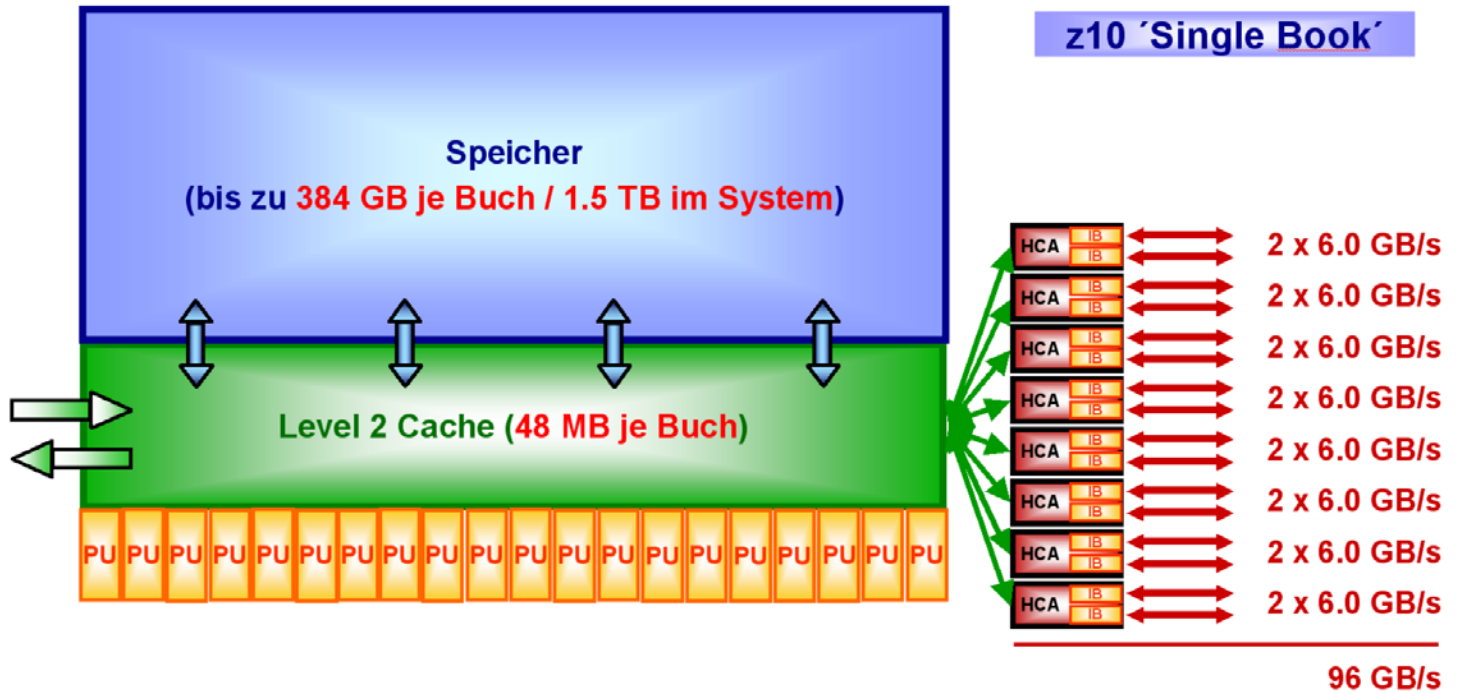 z10 ´Single Book´
Speicher
(bis zu 384 GB je Buch / 1.5 TB im System)
Level 2 Cache (48 MB je Buch)
PU PU PU PU PU PU PU PU PU PU PU PU PU PU PU PU PU PU PU PU
HCA IB IB 2 x 6.0 GB/s
HCA IB IB 2 x 6.0 GB/s
HCA IB IB 2 x 6.0 GB/s
HCA IB IB 2 x 6.0 GB/s
HCA IB IB 2 x 6.0 GB/s
HCA IB IB 2 x 6.0 GB/s
HCA IB IB 2 x 6.0 GB/s
HCA IB IB 2 x 6.0 GB/s
96 GB/s